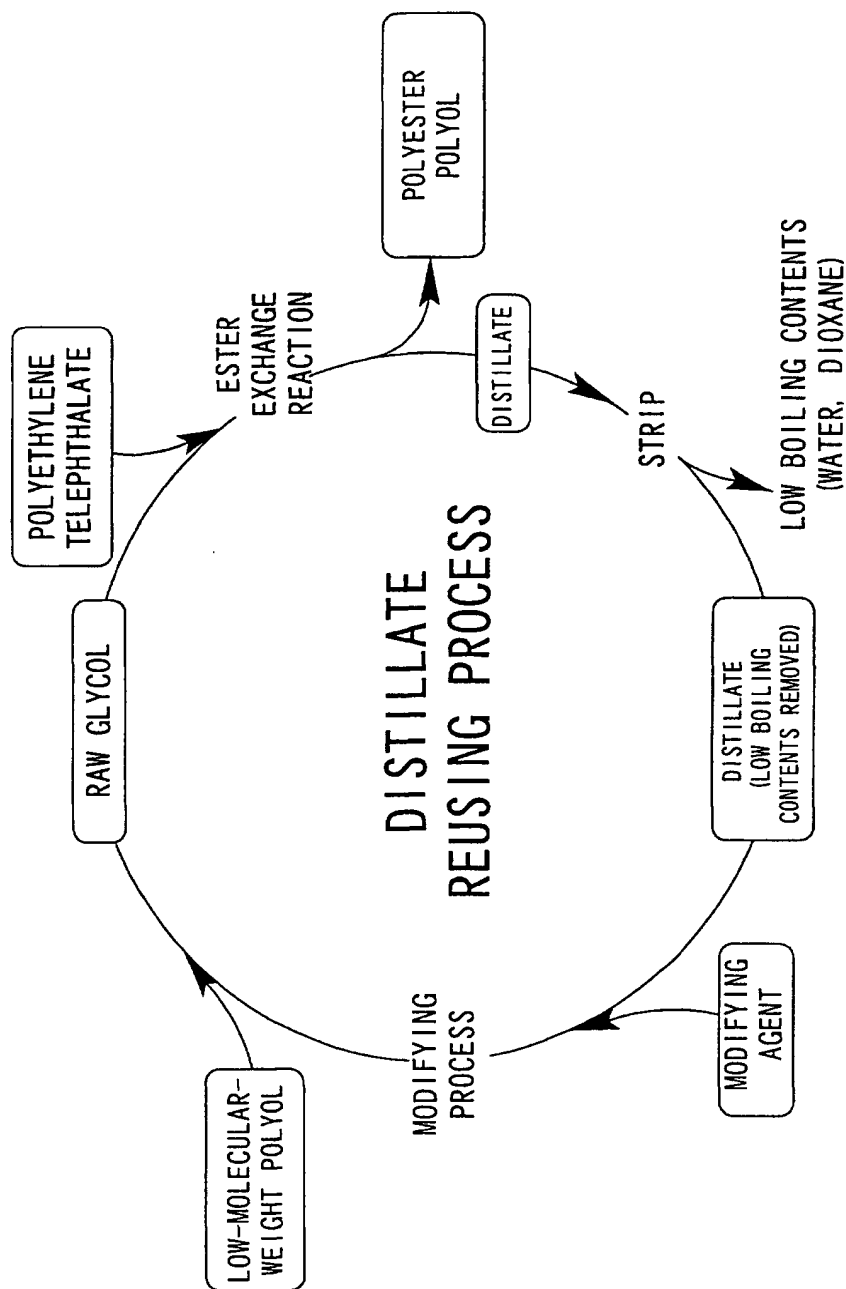 DISTILLATE
REUSING PROCESS
RAW GLYCOL
POLYETHYLENE
TELEPHTHALATE
ESTER
EXCHANGE
REACTION
POLYESTER
POLYOL
DISTILLATE
STRIP
LOW BOILING CONTENTS
(WATER, DIOXANE)
DISTILLATE
(LOW BOILING
CONTENTS REMOVED)
MODIFYING
AGENT
MODIFYING
PROCESS
LOW-MOLECULAR-
WEIGHT POLYOL